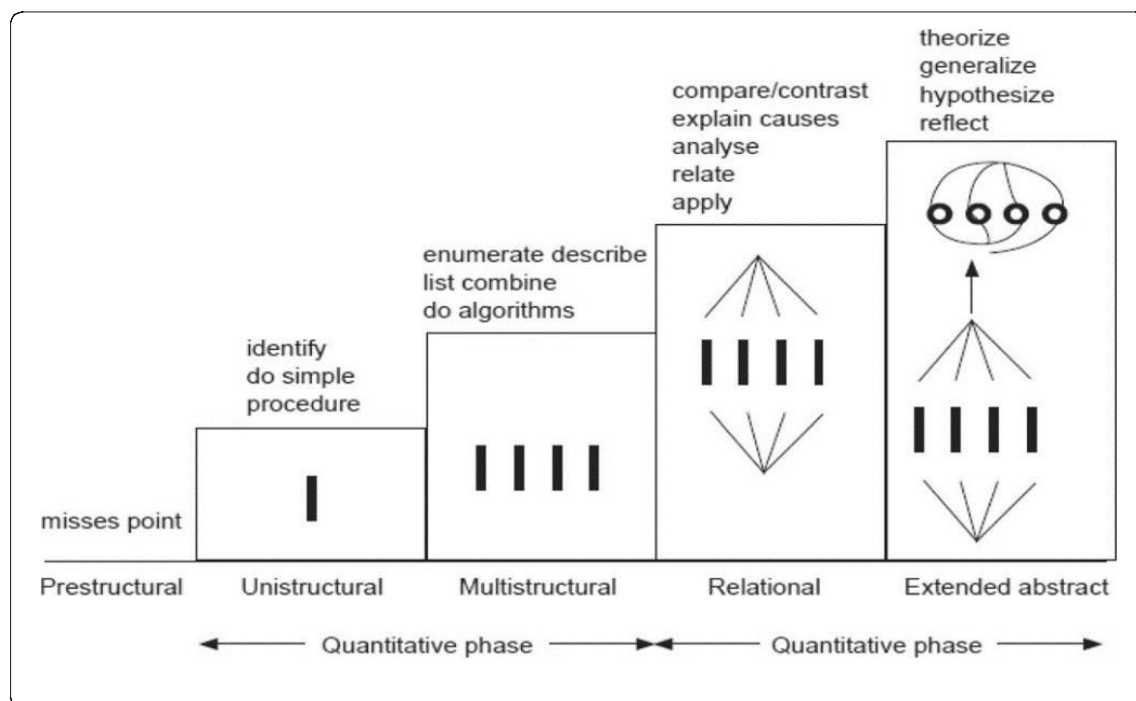 theorize
generalize
hypothesize
reflect
compare/contrast
explain causes
analyse
relate
apply
enumerate describe
list combine
do algorithms
identify
do simple
procedure
misses point
Prestructural Unistructural Multistructural Relational Extended abstract
Quantitative phase Quantitative phase